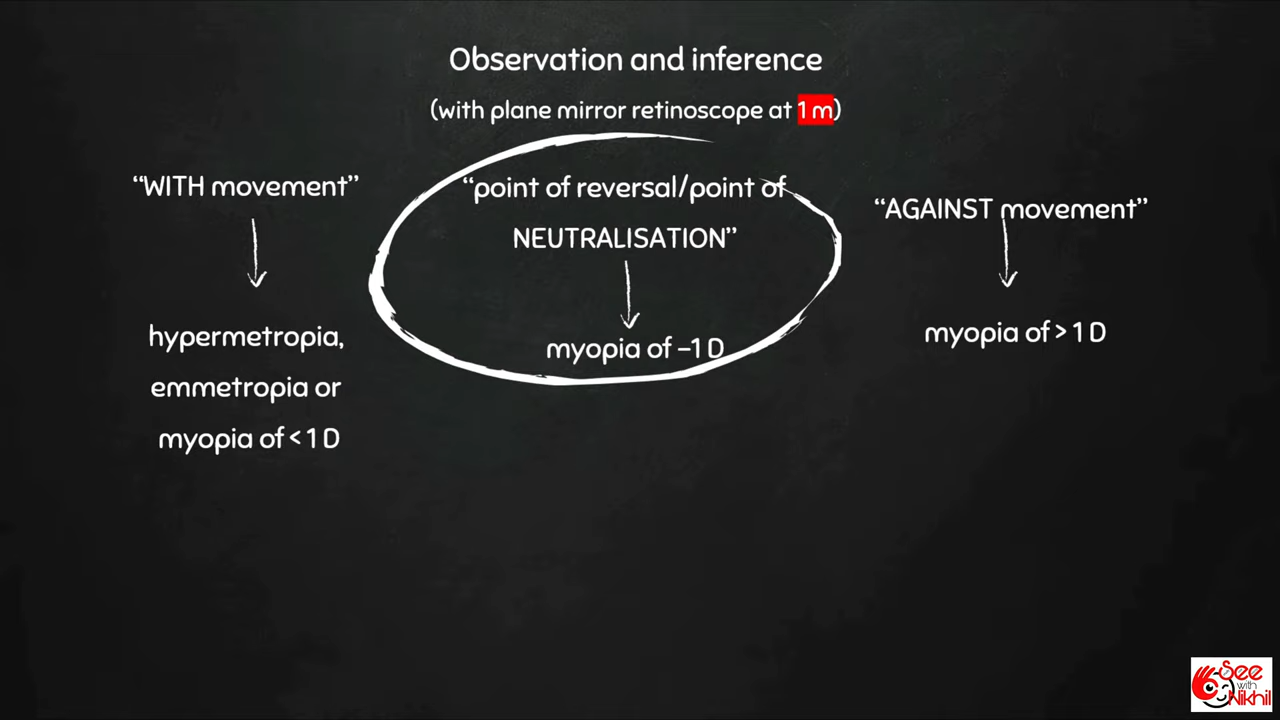 Observation and inference
(with plane mirror retinoscope at 1 m)
“WITH movement”
hypermetropia,
emmetropia or
myopia of < 1 D
“point of reversal/point of
NEUTRALISATION”
myopia of –1 D
“AGAINST movement”
myopia of > 1 D
See
with
Nikhil